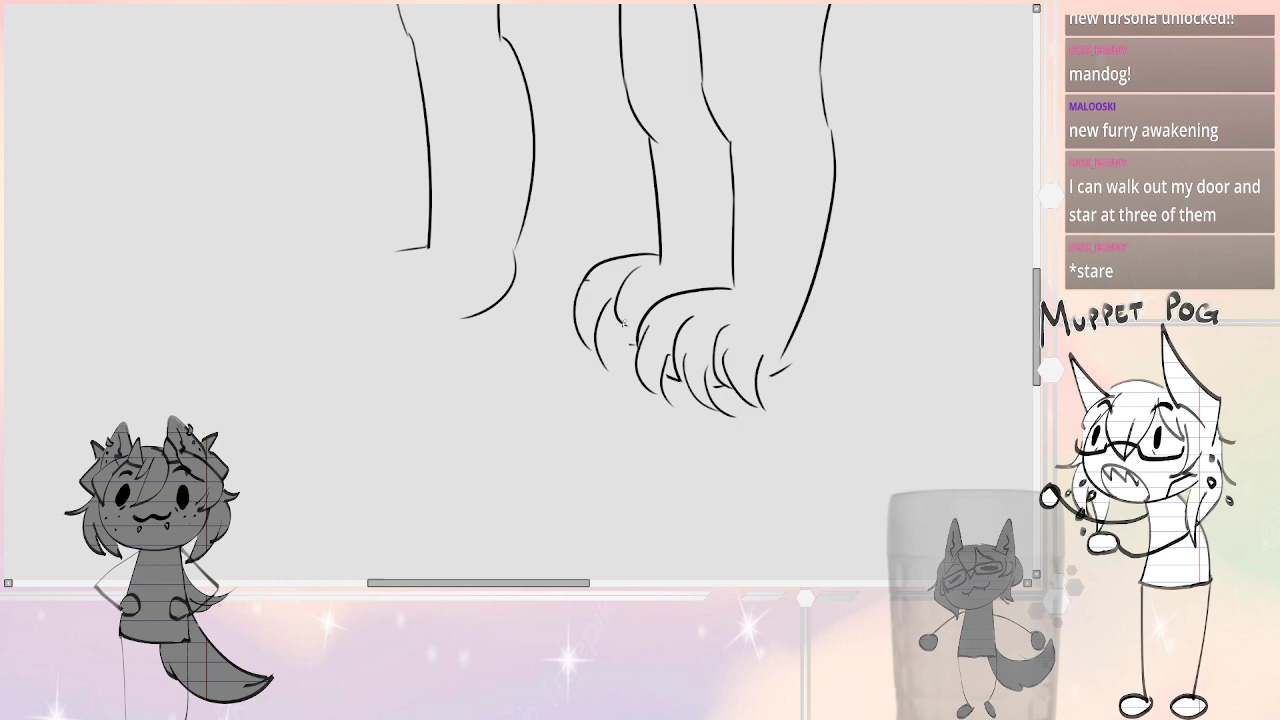 new fursona unlocked!!
mandog!
MALOOSKI
new furry awakening
I can walk out my door and
star at three of them
*stare
MUPPET POG